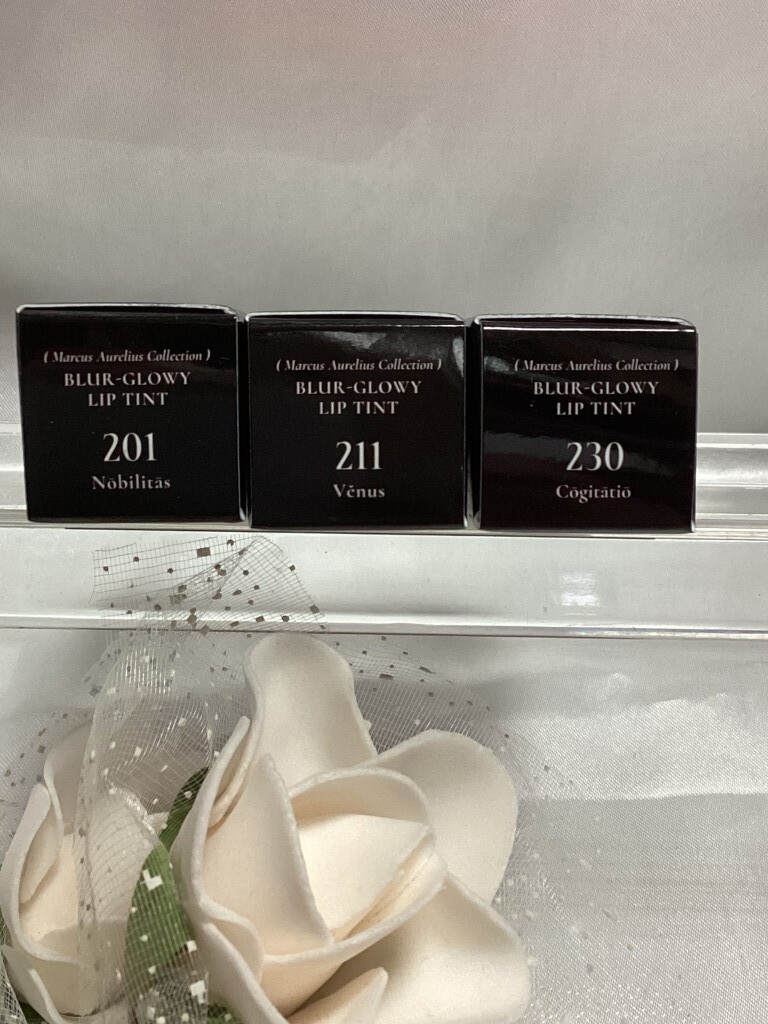 ( Marcus Aurelius Collection )
BLUR-GLOWY
LIP TINT
201
Nōbilitās
( Marcus Aurelius Collection )
BLUR-GLOWY
LIP TINT
211
Vĕnus
( Marcus Aurelius Collection )
BLUR-GLOWY
LIP TINT
230
Cōgitātiō